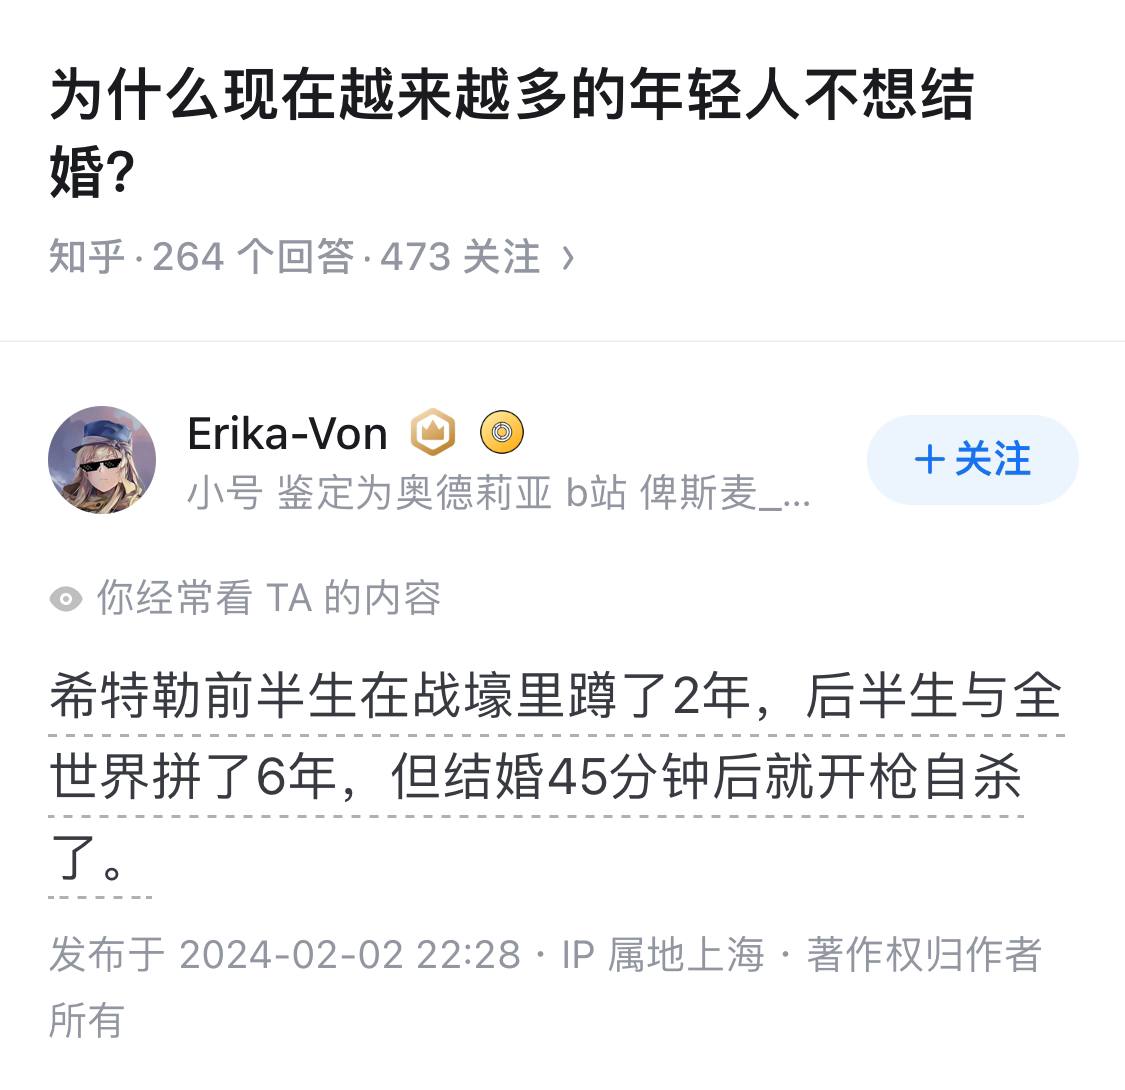 为什么现在越来越多的年轻人不想结
婚?
知乎 · 264 个回答 · 473 关注 ›
Erika-Von
小号 鉴定为奥德莉亚 b站 俾斯麦_...
+关注
你经常看 TA 的内容
希特勒前半生在战壕里蹲了2年，后半生与全
世界拼了6年，但结婚45分钟后就开枪自杀
了。
发布于 2024-02-02 22:28 · IP 属地上海 · 著作权归作者
所有